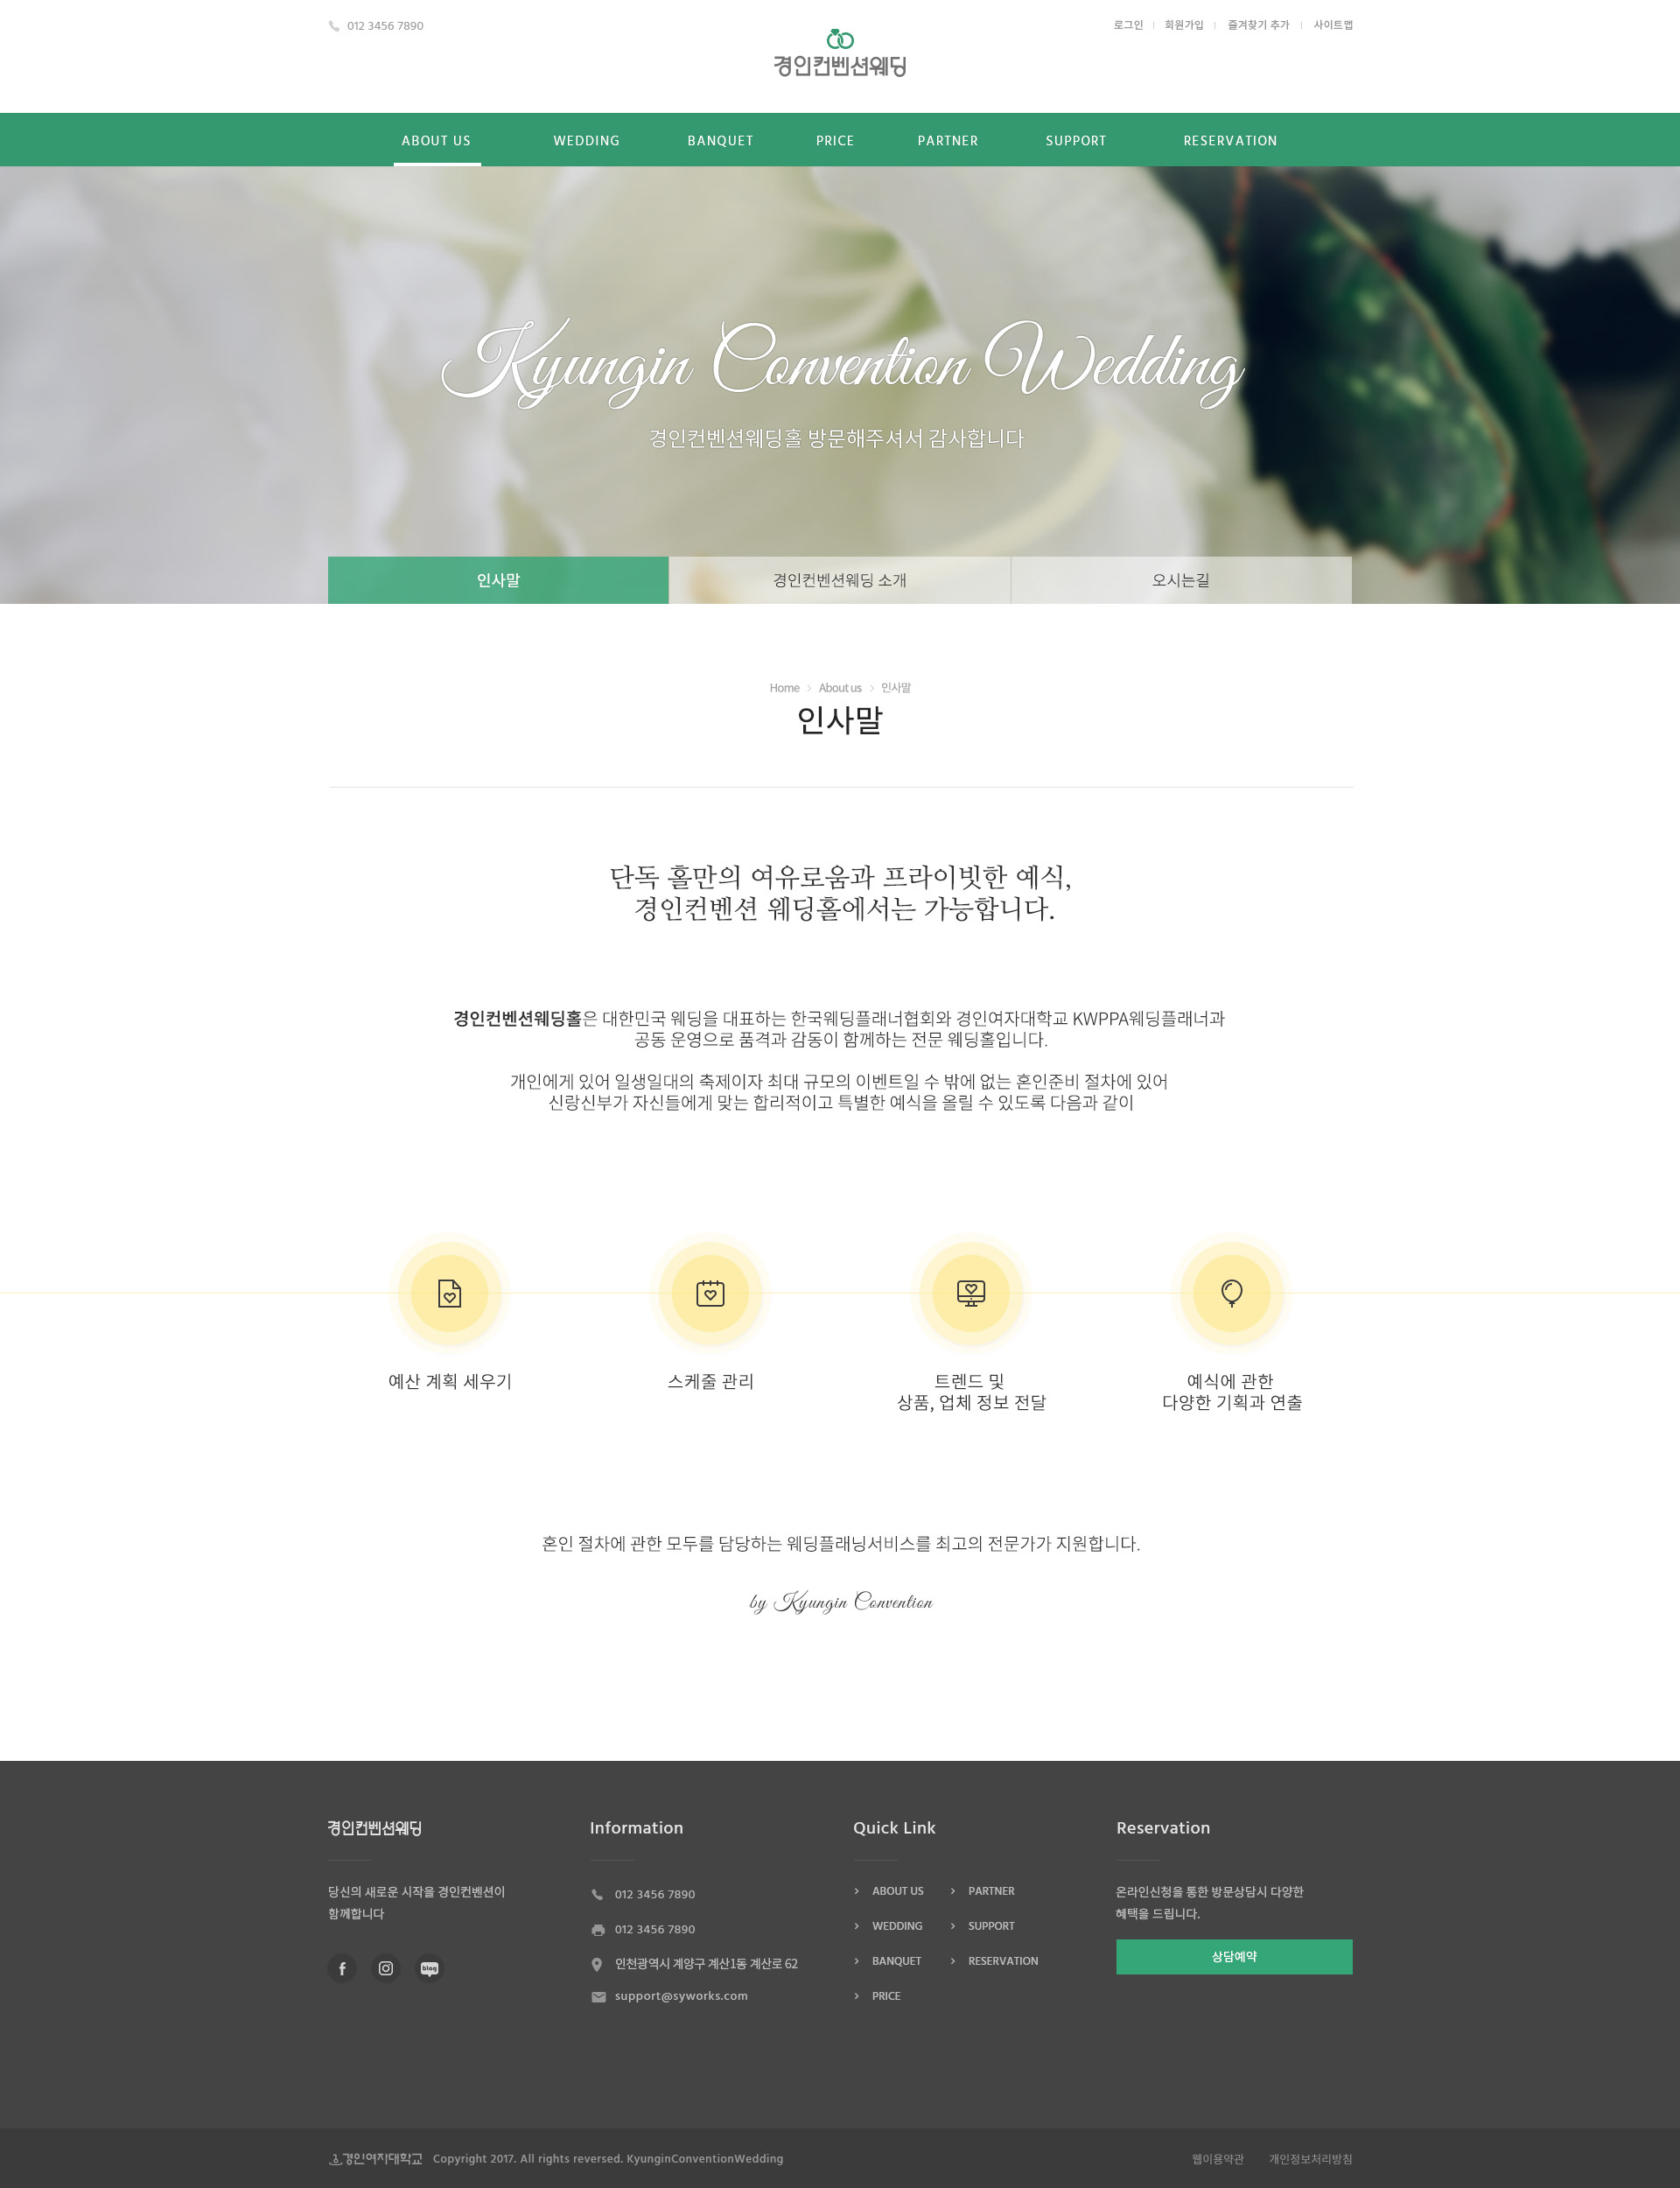 012 3456 7890
로그인 회원가입 즐겨찾기 추가 사이트맵
경인컨벤션웨딩
ABOUT US WEDDING BANQUET PRICE PARTNER SUPPORT RESERVATION
Kyungin Convention Wedding
경인컨벤션웨딩홀 방문해주셔서 감사합니다
인사말 경인컨벤션웨딩 소개 오시는길
Home > About us > 인사말
인사말
단독 홀만의 여유로움과 프라이빗한 예식,
경인컨벤션 웨딩홀에서는 가능합니다.
경인컨벤션웨딩홀은 대한민국 웨딩을 대표하는 한국웨딩플래너협회와 경인여자대학교 KWPPA웨딩플래너과
공동 운영으로 품격과 감동이 함께하는 전문 웨딩홀입니다.
개인에게 있어 일생일대의 축제이자 최대 규모의 이벤트일 수 밖에 없는 혼인준비 절차에 있어
신랑신부가 자신들에게 맞는 합리적이고 특별한 예식을 올릴 수 있도록 다음과 같이
예산 계획 세우기
스케줄 관리
트렌드 및
상품, 업체 정보 전달
예식에 관한
다양한 기획과 연출
혼인 절차에 관한 모두를 담당하는 웨딩플래닝서비스를 최고의 전문가가 지원합니다.
by Kyungin Convention
경인컨벤션웨딩
당신의 새로운 시작을 경인컨벤션이
함께합니다
blog
Information
012 3456 7890
012 3456 7890
인천광역시 계양구 계산1동 계산로 62
support@syworks.com
Quick Link
> ABOUT US > PARTNER
> WEDDING > SUPPORT
> BANQUET > RESERVATION
> PRICE
Reservation
온라인신청을 통한 방문상담시 다양한
혜택을 드립니다.
상담예약
경인여자대학교 Copyright 2017. All rights reversed. KyunginConventionWedding
웹이용약관 개인정보처리방침